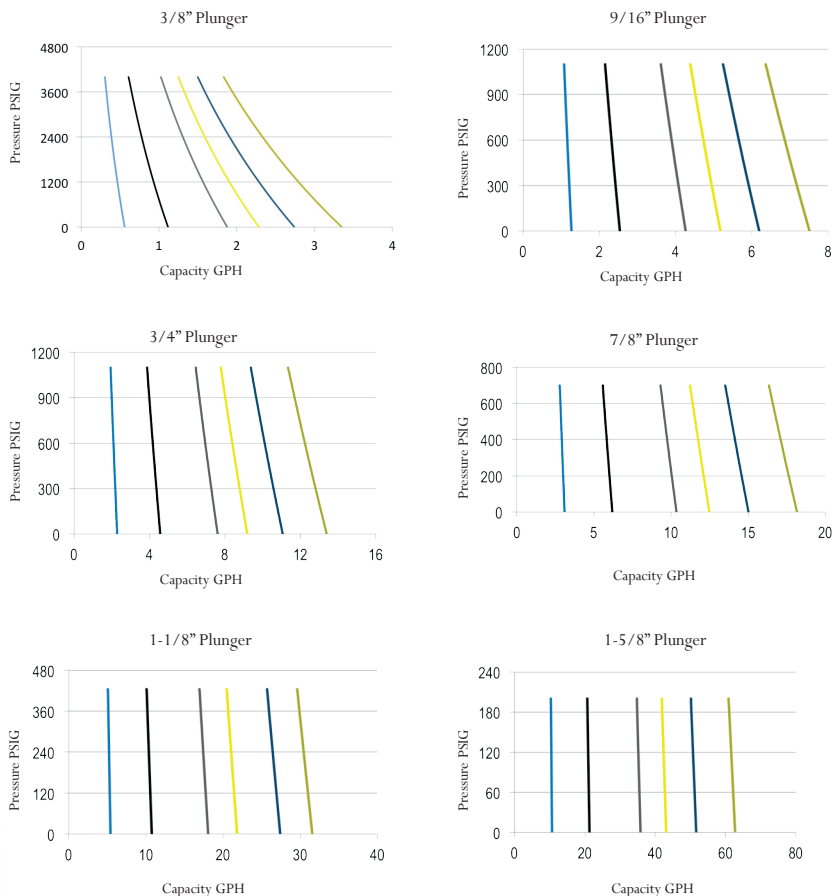 3/8” Plunger
4800
3600
2400
1200
0
Pressure PSIG
0 1 2 3 4
Capacity GPH
9/16” Plunger
1200
900
600
300
0
Pressure PSIG
0 2 4 6 8
Capacity GPH
3/4” Plunger
1200
900
600
300
0
Pressure PSIG
0 4 8 12 16
Capacity GPH
7/8” Plunger
800
600
400
200
0
Pressure PSIG
0 5 10 15 20
Capacity GPH
1-1/8” Plunger
480
360
240
120
0
Pressure PSIG
0 10 20 30 40
Capacity GPH
1-5/8” Plunger
240
180
120
60
0
Pressure PSIG
0 20 40 60 80
Capacity GPH